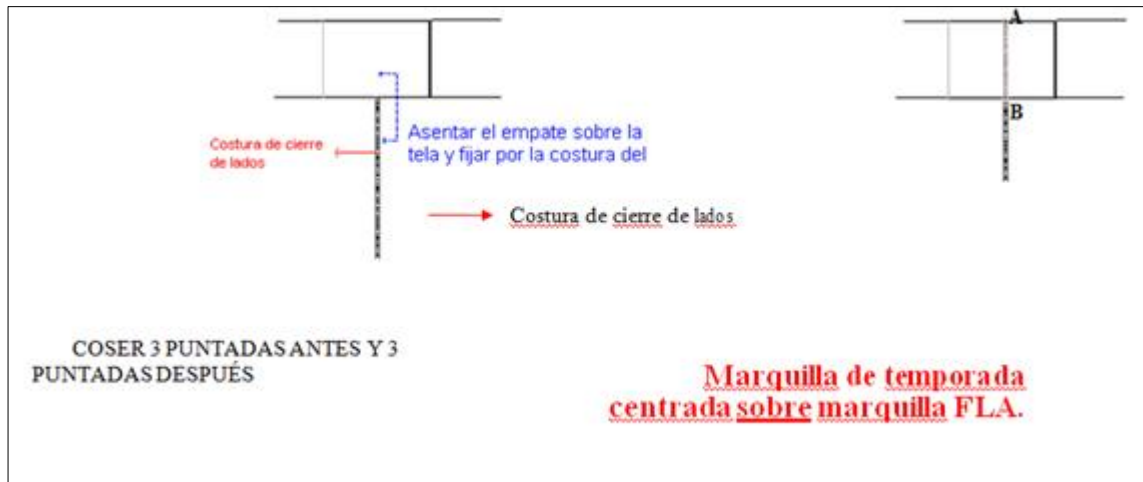 A
B
Costura de cierre
de lados
Asentar el empate sobre la
tela y fijar por la costura del
Costura de cierre de lados
COSER 3 PUNTADAS ANTES Y 3
PUNTADAS DESPUÉS
Marquilla de temporada
centrada sobre marquilla FLA.